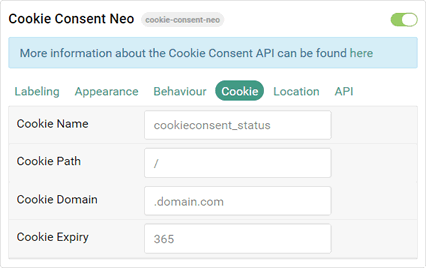 Cookie Consent Neo cookie-consent-neo
More information about the Cookie Consent API can be found here
Labeling Appearance Behaviour Cookie Location API
Cookie Name cookieconsent_status
Cookie Path /
Cookie Domain .domain.com
Cookie Expiry 365